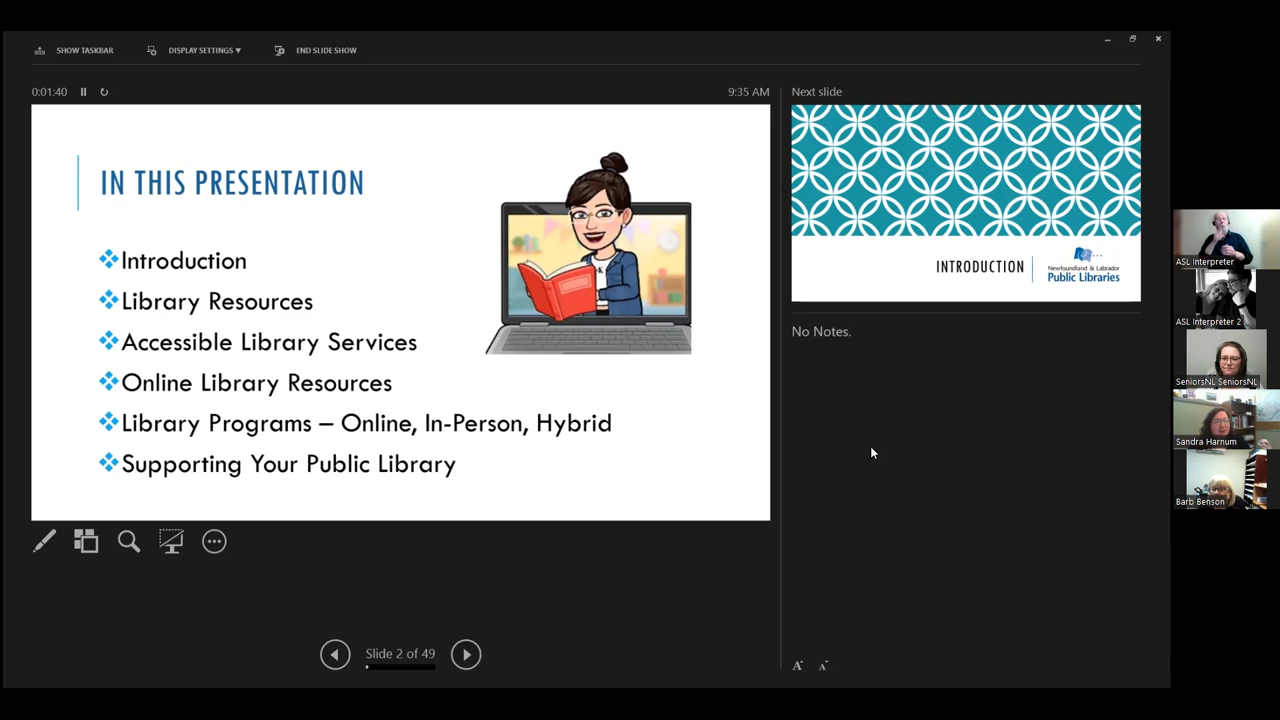 SHOW TASKBAR
DISPLAY SETTINGS ▾
END SLIDE SHOW
0:01:40
9:35 AM
IN THIS PRESENTATION
Introduction
Library Resources
Accessible Library Services
Online Library Resources
Library Programs – Online, In-Person, Hybrid
Supporting Your Public Library
Slide 2 of 49
Next slide
INTRODUCTION
Newfoundland & Labrador
Public Libraries
No Notes.
A A
ASL Interpreter
ASL Interpreter 2
SeniorsNL SeniorsNL
Sandra Harnum
Barb Benson